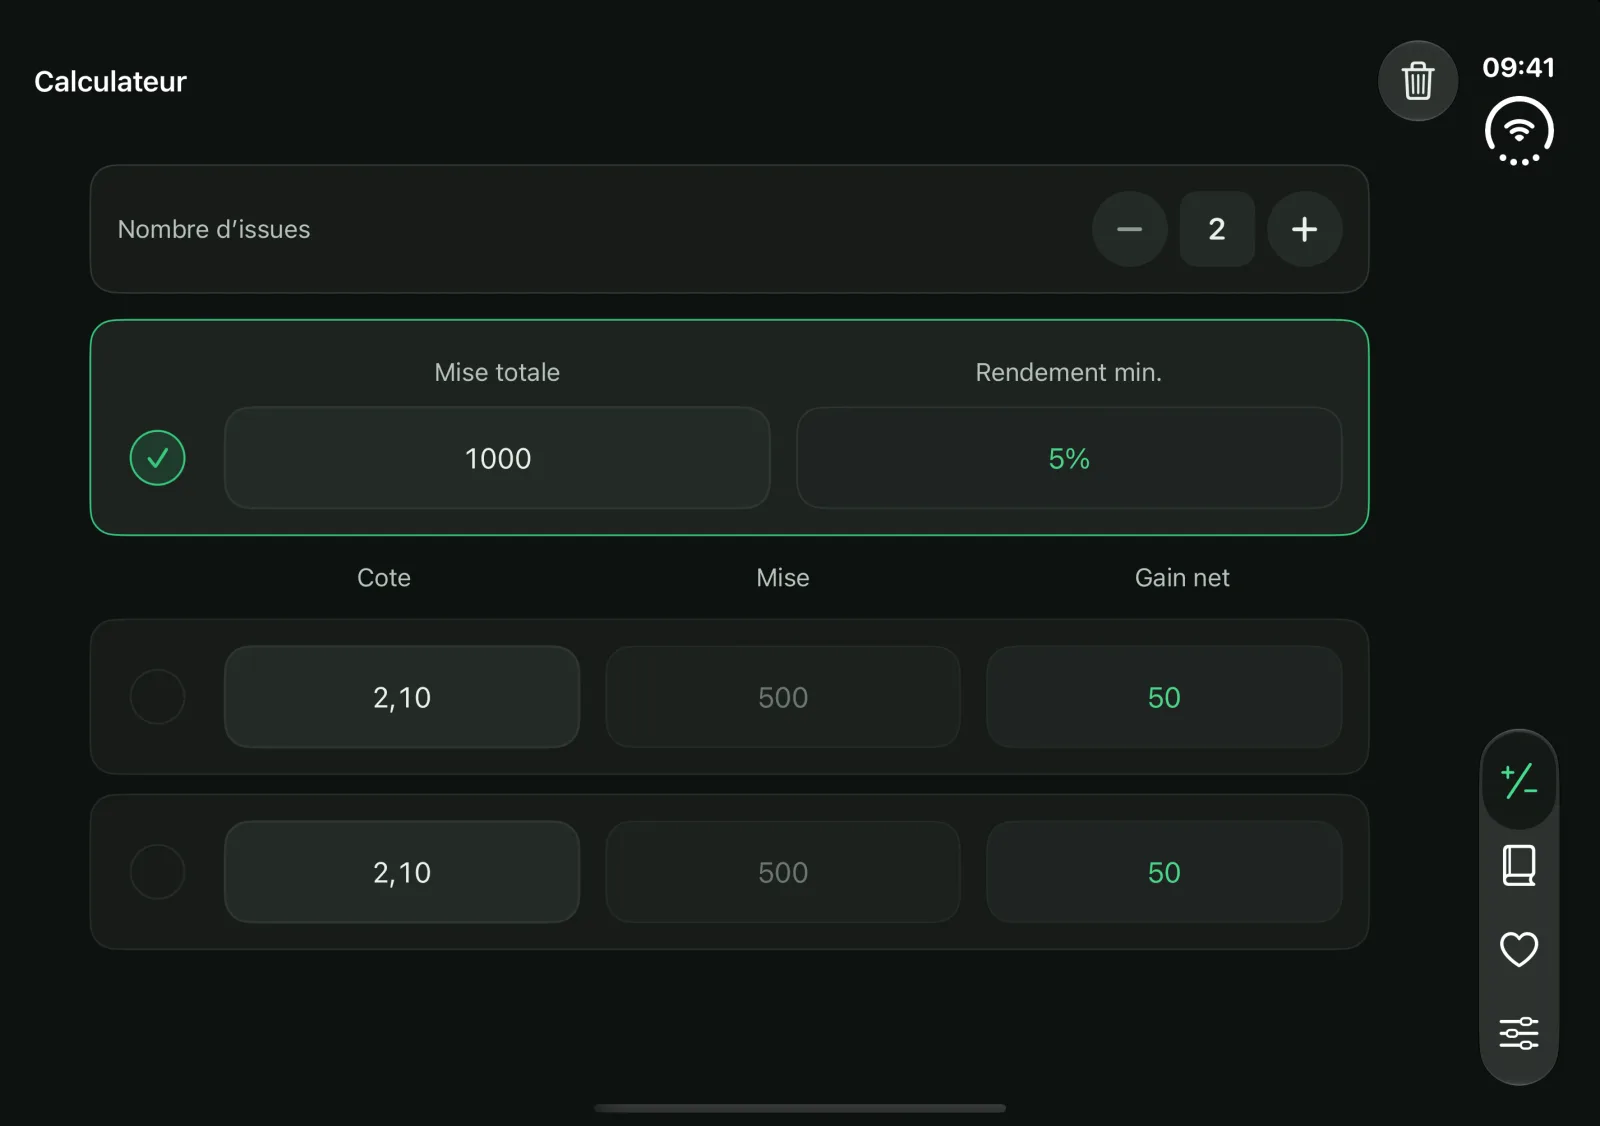 Calculateur
09:41
Nombre d’issues
2
Mise totale
Rendement min.
1000
5%
Cote
Mise
Gain net
2,10
500
50
2,10
500
50